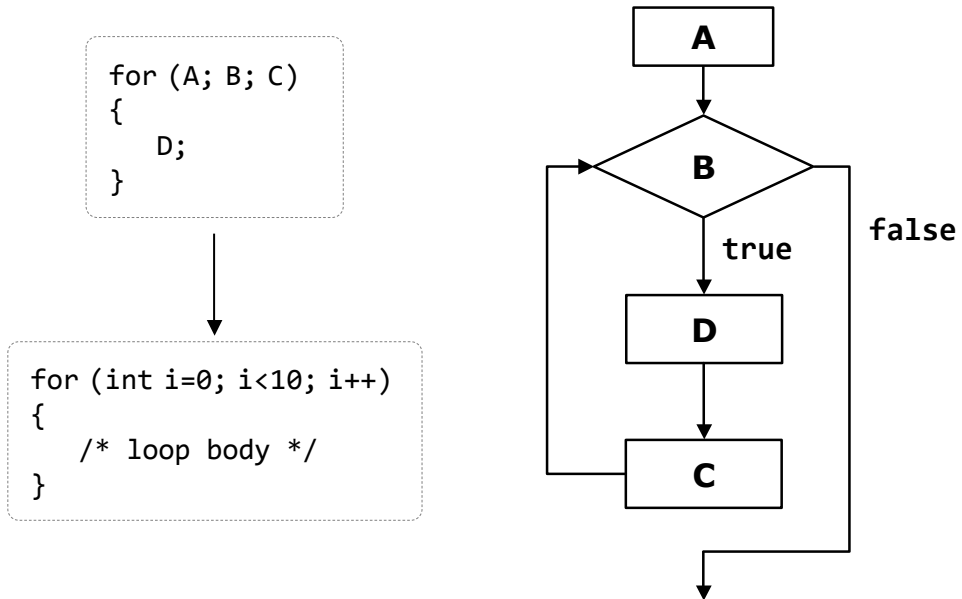 for (A; B; C)
{
D;
}
for (int i=0; i<10; i++)
{
/* loop body */
}
A
B
true
false
D
C